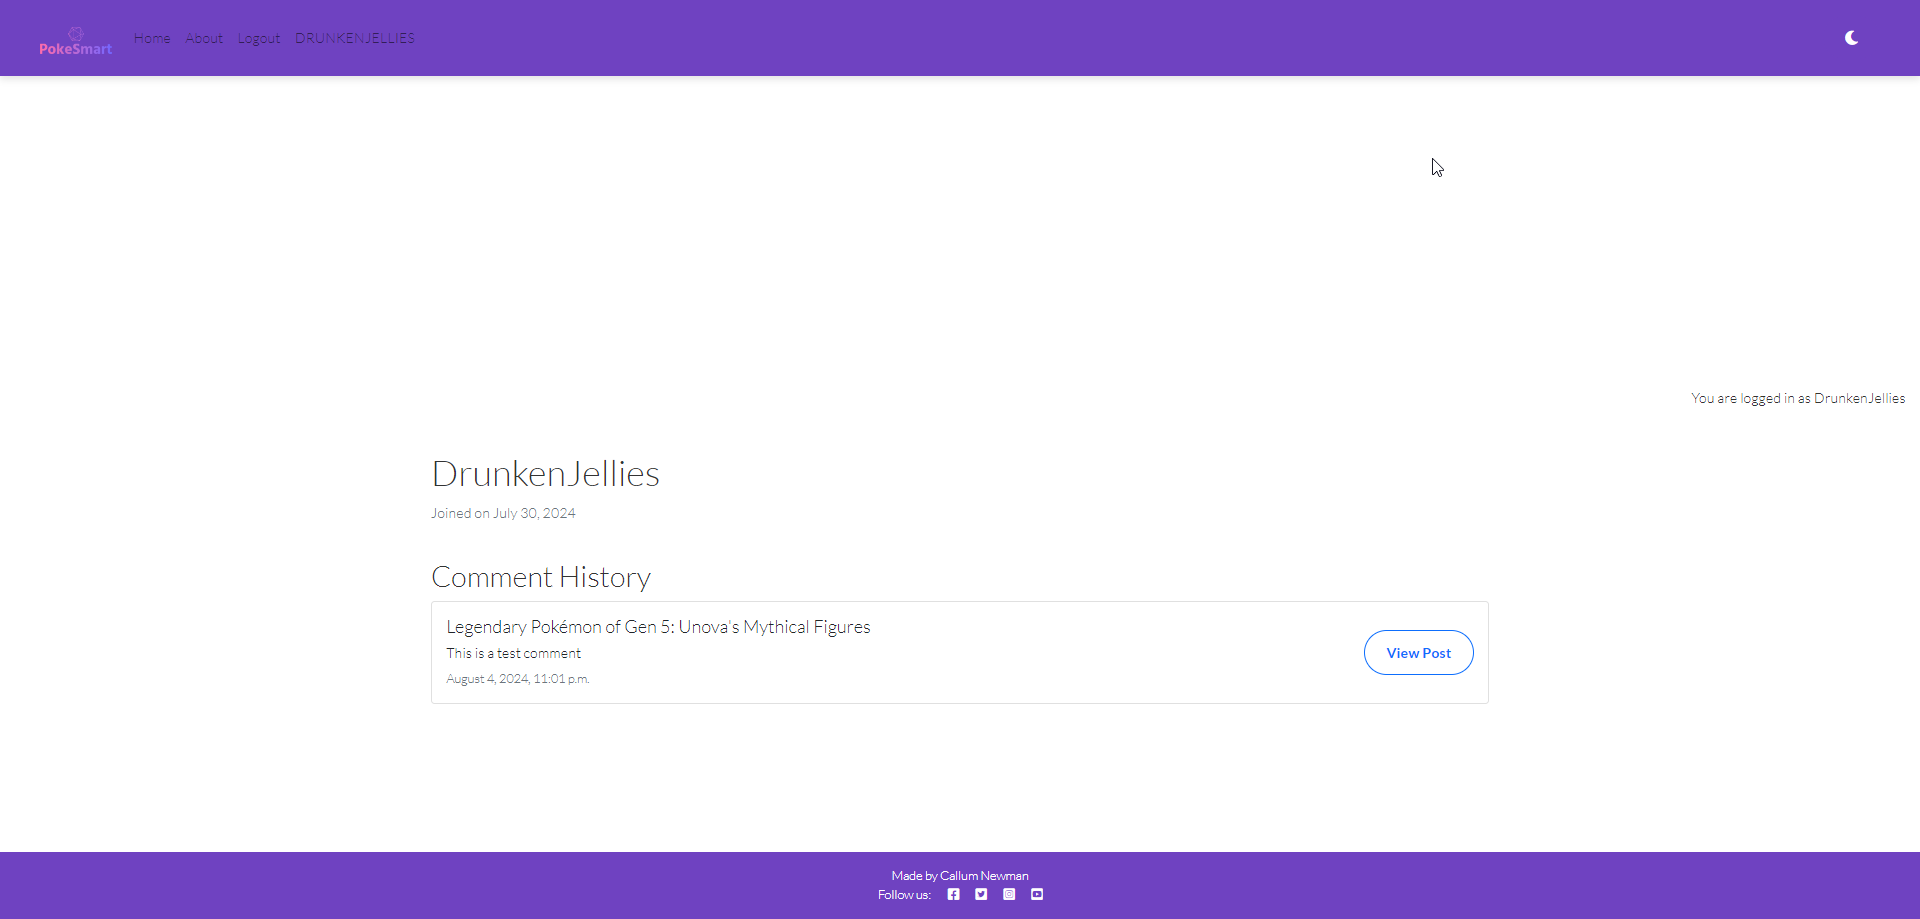 PokeSmart
Home About Logout DRUNKENJELLIES
You are logged in as DrunkenJellies
DrunkenJellies
Joined on July 30, 2024
Comment History
Legendary Pokémon of Gen 5: Unova's Mythical Figures
This is a test comment
August 4, 2024, 11:01 p.m.
View Post
Made by Callum Newman
Follow us: